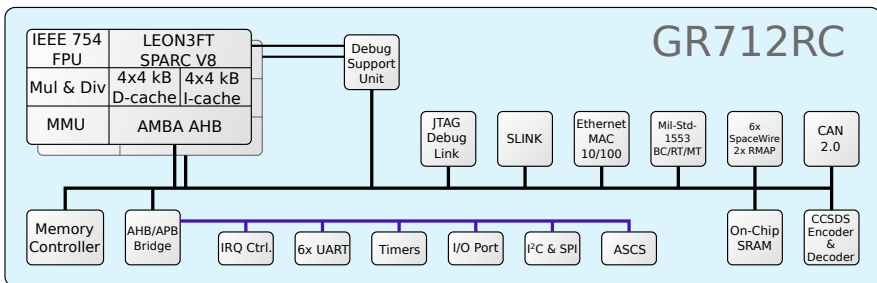 GR712RC
IEEE 754
FPU
LEON3FT
SPARC V8
Mul & Div
4x4 kB
D-cache
4x4 kB
I-cache
MMU
AMBA AHB
Debug
Support
Unit
JTAG
Debug
Link
SLINK
Ethernet
MAC
10/100
Mil-Std-
1553
BC/RT/MT
6x
SpaceWire
2x RMAP
CAN
2.0
Memory
Controller
AHB/APB
Bridge
IRQ Ctrl.
6x UART
Timers
I/O Port
I²C & SPI
ASCS
On-Chip
SRAM
CCSDS
Encoder
&
Decoder